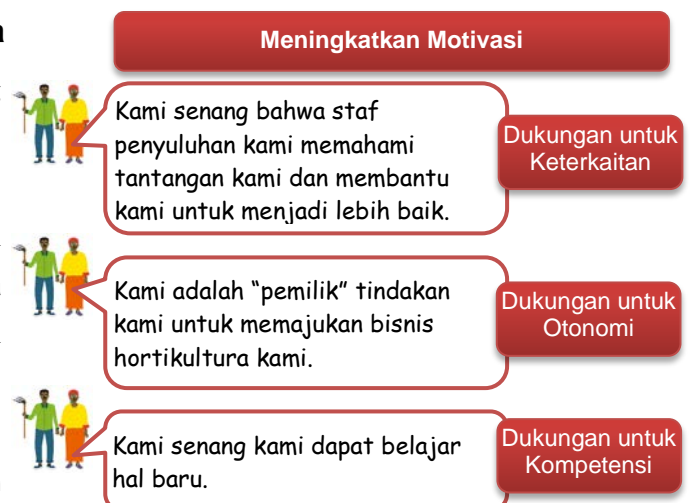 Meningkatkan Motivasi
Kami senang bahwa staf
penyuluhan kami memahami
tantangan kami dan membantu
kami untuk menjadi lebih baik.
Dukungan untuk
Keterkaitan
Kami adalah “pemilik” tindakan
kami untuk memajukan bisnis
hortikultura kami.
Dukungan untuk
Otonomi
Kami senang kami dapat belajar
hal baru.
Dukungan untuk
Kompetensi